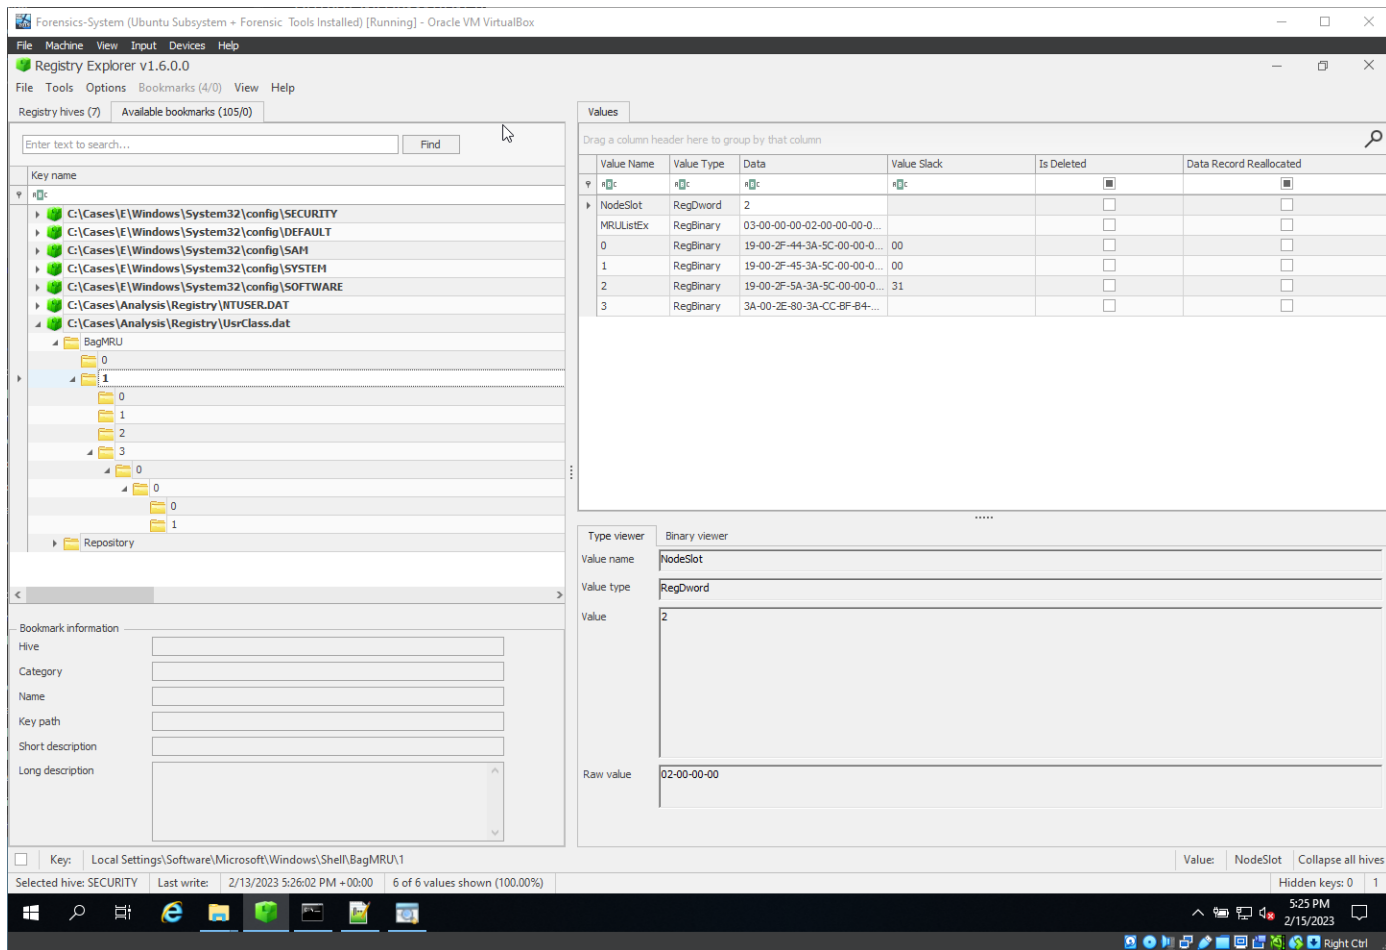 Forensics-System (Ubuntu Subsystem + Forensic Tools Installed) [Running] - Oracle VM VirtualBox
File Machine View Input Devices Help
Registry Explorer v1.6.0.0
File Tools Options Bookmarks (4/0) View Help
Registry hives (7) Available bookmarks (105/0)
Enter text to search... Find
Key name
C:\Cases\E\Windows\System32\config\SECURITY
C:\Cases\E\Windows\System32\config\DEFAULT
C:\Cases\E\Windows\System32\config\SAM
C:\Cases\E\Windows\System32\config\SYSTEM
C:\Cases\E\Windows\System32\config\SOFTWARE
C:\Cases\Analysis\Registry\NTUSER.DAT
C:\Cases\Analysis\Registry\UsrClass.dat
BagMRU
0
1
0
1
2
3
0
0
0
1
Repository
Bookmark information
Hive
Category
Name
Key path
Short description
Long description
Values
Drag a column header here to group by that column
Value Name Value Type Data Value Slack Is Deleted Data Record Reallocated
NodeSlot RegDword 2
MRUListEx RegBinary 03-00-00-00-02-00-00-00-0...
0 RegBinary 19-00-2F-44-3A-5C-00-00-0... 00
1 RegBinary 19-00-2F-45-3A-5C-00-00-0... 00
2 RegBinary 19-00-2F-5A-3A-5C-00-00-0... 31
3 RegBinary 3A-00-2E-80-3A-CC-BF-B4-...
Type viewer Binary viewer
Value name NodeSlot
Value type RegDword
Value 2
Raw value 02-00-00-00
Key: Local Settings\Software\Microsoft\Windows\Shell\BagMRU\1 Value: NodeSlot Collapse all hives
Selected hive: SECURITY Last write: 2/13/2023 5:26:02 PM +00:00 6 of 6 values shown (100.00%) Hidden keys: 0 1
5:25 PM
2/15/2023
Right Ctrl